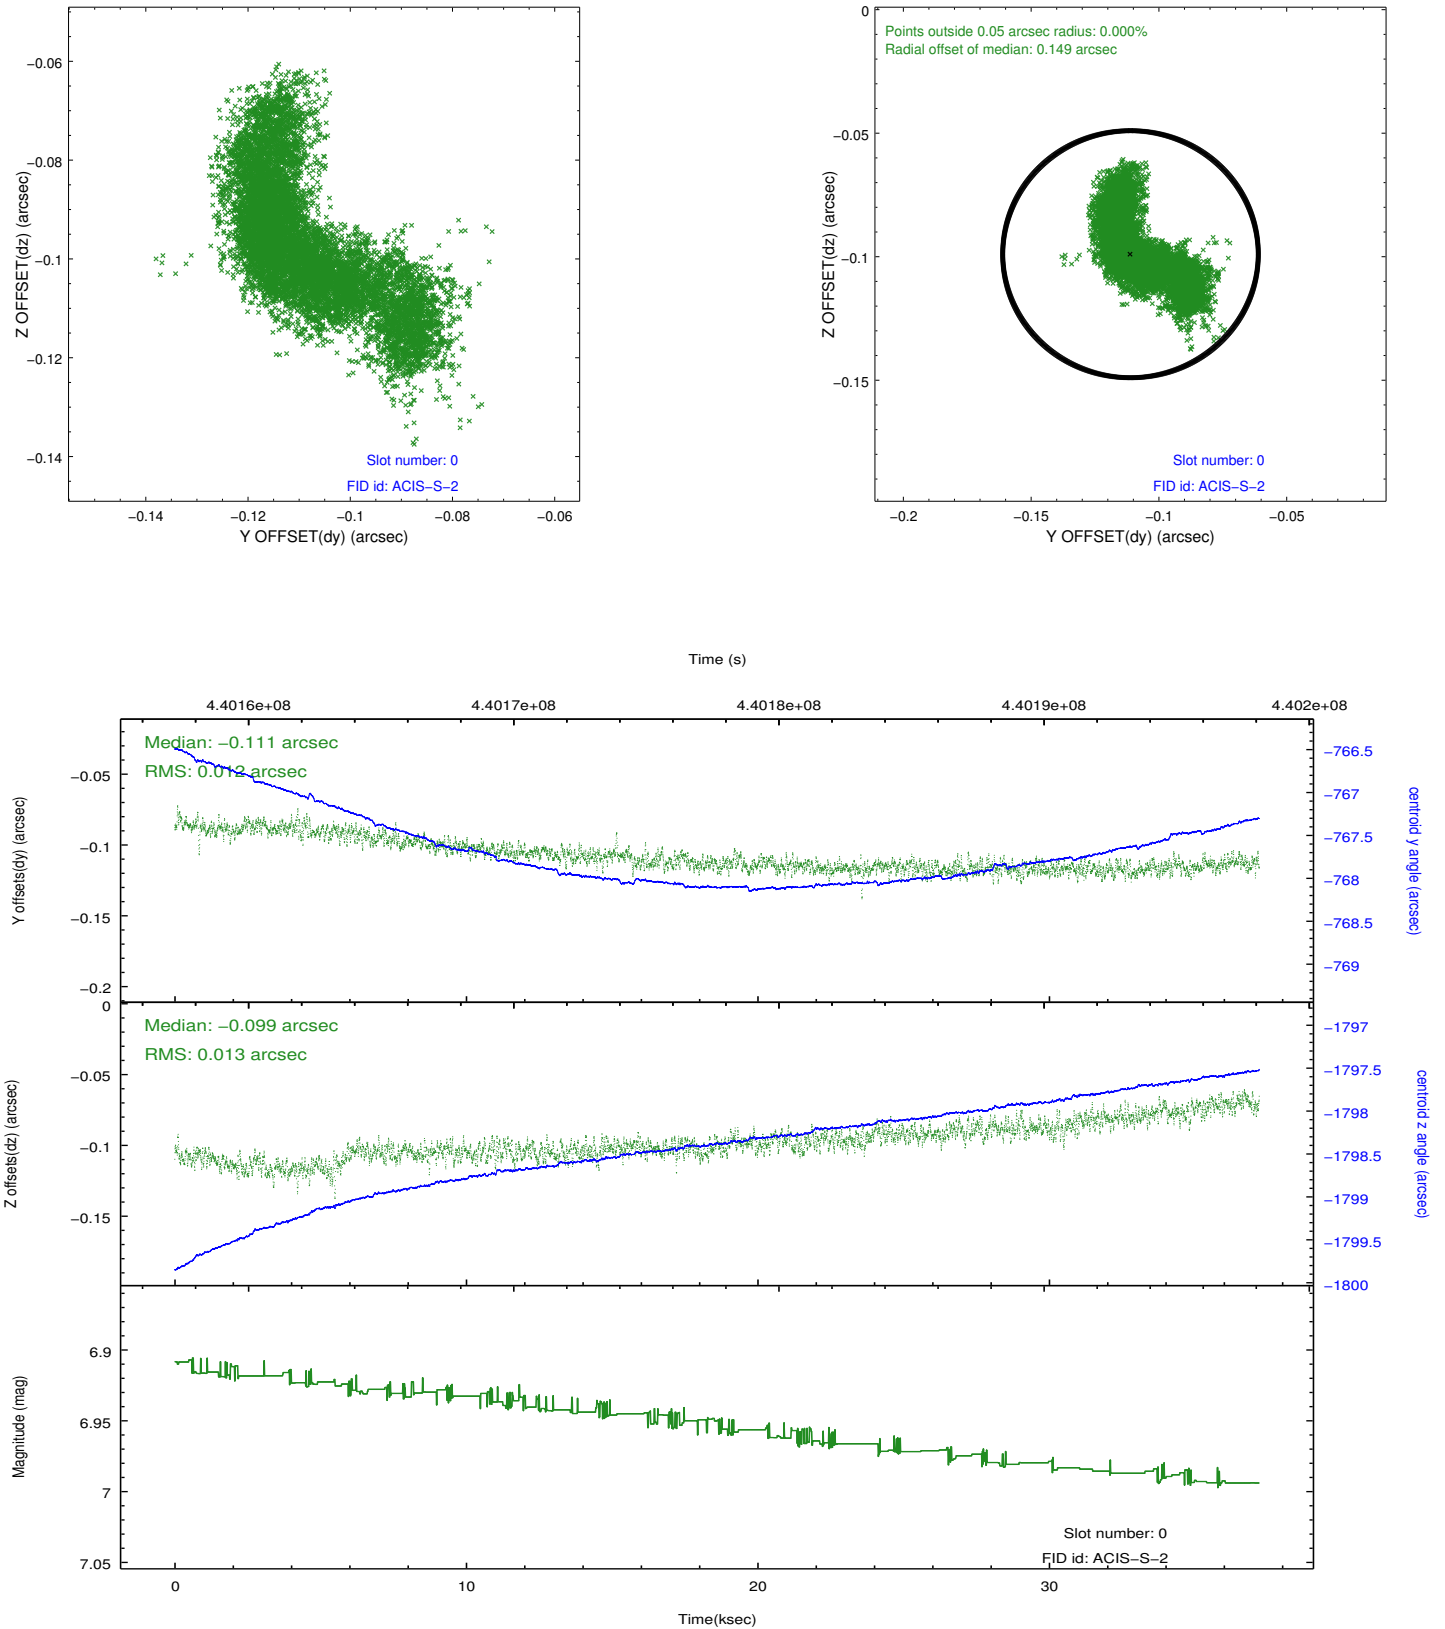 −0.06
−0.08
−0.1
−0.12
−0.14
Z OFFSET(dz) (arcsec)
Slot number: 0
FID id: ACIS−S−2
−0.14
−0.12
−0.1
−0.08
−0.06
Y OFFSET(dy) (arcsec)
0
−0.05
−0.1
−0.15
Z OFFSET(dz) (arcsec)
Points outside 0.05 arcsec radius: 0.000%
Radial offset of median: 0.149 arcsec
Slot number: 0
FID id: ACIS−S−2
−0.2
−0.15
−0.1
−0.05
Y OFFSET(dy) (arcsec)
Time (s)
4.4016e+08
4.4017e+08
4.4018e+08
4.4019e+08
4.402e+08
Median: −0.111 arcsec
RMS: 0.012 arcsec
−0.05
−0.1
−0.15
−0.2
Y offsets(dy) (arcsec)
−766.5
−767
−767.5
−768
−768.5
−769
centroid y angle (arcsec)
Median: −0.099 arcsec
RMS: 0.013 arcsec
0
−0.05
−0.1
−0.15
Z offsets(dz) (arcsec)
−1797
−1797.5
−1798
−1798.5
−1799
−1799.5
−1800
centroid z angle (arcsec)
6.9
6.95
7
7.05
Magnitude (mag)
Slot number: 0
FID id: ACIS−S−2
0
10
20
30
Time(ksec)